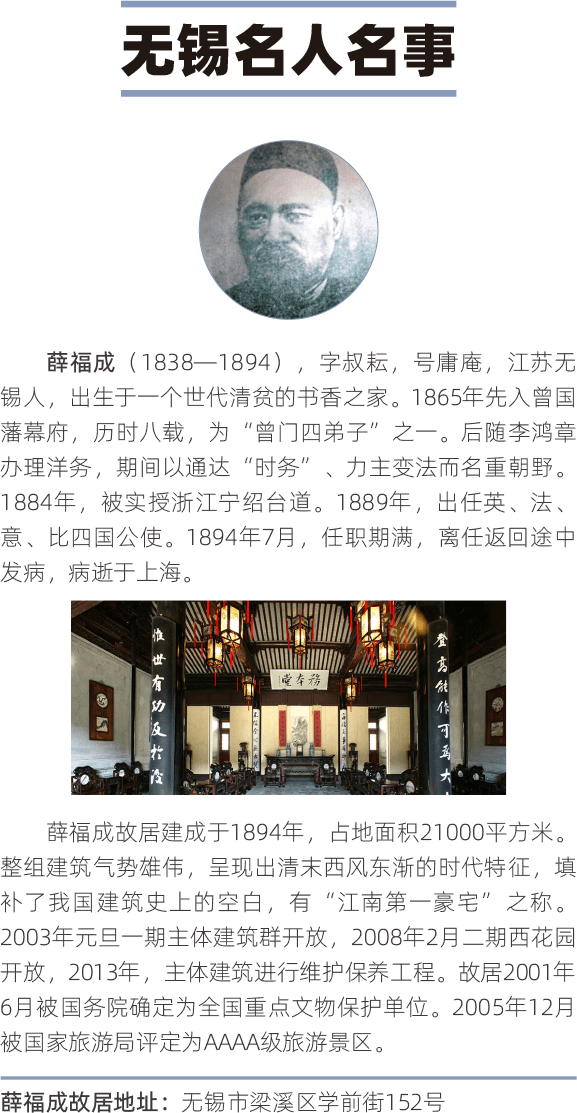 无锡名人名事
薛福成（1838—1894），字叔耘，号庸庵，江苏无
锡人，出生于一个世代清贫的书香之家。1865年先入曾国
藩幕府，历时八载，为“曾门四弟子”之一。后随李鸿章
办理洋务，期间以通达“时务”、力主变法而名重朝野。
1884年，被实授浙江宁绍台道。1889年，出任英、法、
意、比四国公使。1894年7月，任职期满，离任返回途中
发病，病逝于上海。
務本堂
惟世有功及於後
登高能作可為大
薛福成故居建成于1894年，占地面积21000平方米。
整组建筑气势雄伟，呈现出清末西风东渐的时代特征，填
补了我国建筑史上的空白，有“江南第一豪宅”之称。
2003年元旦一期主体建筑群开放，2008年2月二期西花园
开放，2013年，主体建筑进行维护保养工程。故居2001年
6月被国务院确定为全国重点文物保护单位。2005年12月
被国家旅游局评定为AAAA级旅游景区。
薛福成故居地址：无锡市梁溪区学前街152号